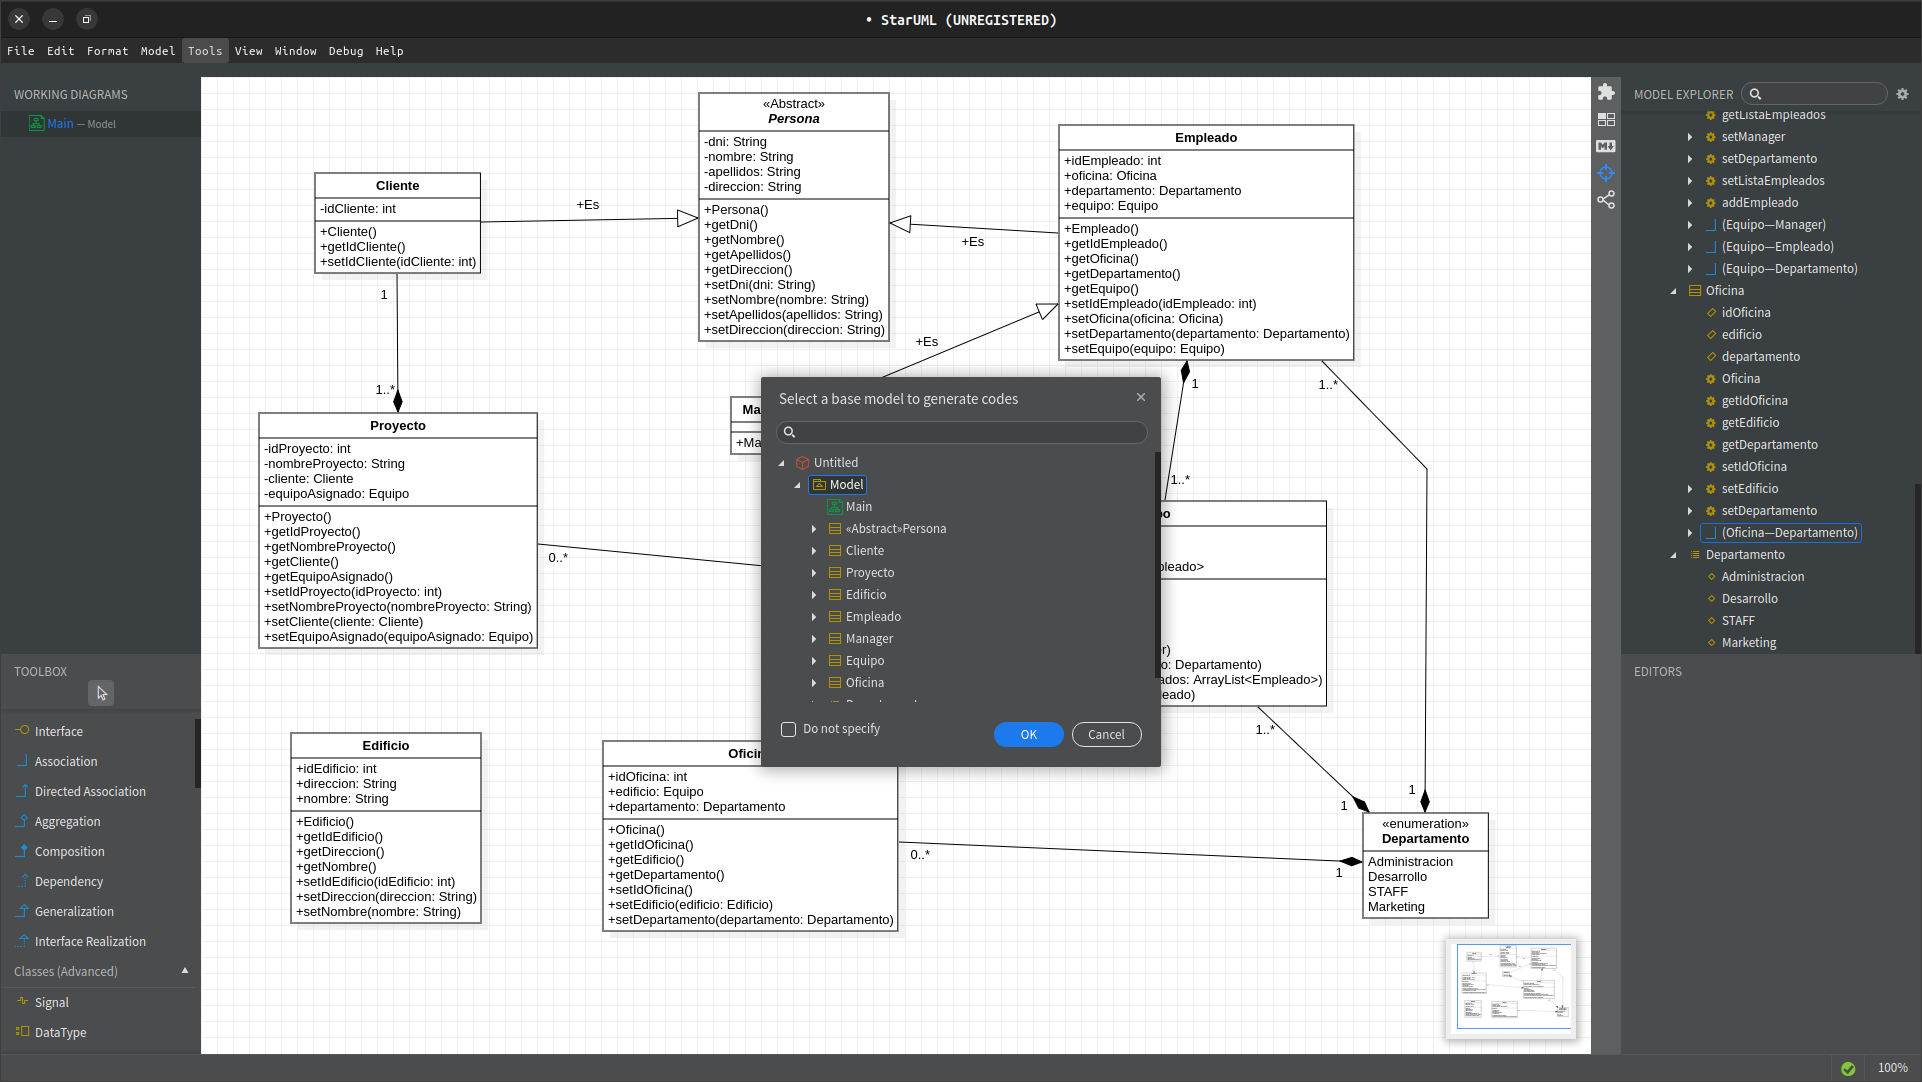 • StarUML (UNREGISTERED)
File Edit Format Model Tools View Window Debug Help
WORKING DIAGRAMS
Main — Model
TOOLBOX
Interface
Association
Directed Association
Aggregation
Composition
Dependency
Generalization
Interface Realization
Classes (Advanced)
Signal
DataType
Cliente
-idCliente: int
+Cliente()
+getIdCliente()
+setIdCliente(idCliente: int)
+Es
1
1..*
«Abstract»
Persona
-dni: String
-nombre: String
-apellidos: String
-direccion: String
+Persona()
+getDni()
+getNombre()
+getApellidos()
+getDireccion()
+setDni(dni: String)
+setNombre(nombre: String)
+setApellidos(apellidos: String)
+setDireccion(direccion: String)
+Es
+Es
Empleado
+idEmpleado: int
+oficina: Oficina
+departamento: Departamento
+equipo: Equipo
+Empleado()
+getIdEmpleado()
+getOficina()
+getDepartamento()
+getEquipo()
+setIdEmpleado(idEmpleado: int)
+setOficina(oficina: Oficina)
+setDepartamento(departamento: Departamento)
+setEquipo(equipo: Equipo)
1
1..*
1..*
Proyecto
-idProyecto: int
-nombreProyecto: String
-cliente: Cliente
-equipoAsignado: Equipo
+Proyecto()
+getIdProyecto()
+getNombreProyecto()
+getCliente()
+getEquipoAsignado()
+setIdProyecto(idProyecto: int)
+setNombreProyecto(nombreProyecto: String)
+setCliente(cliente: Cliente)
+setEquipoAsignado(equipoAsignado: Equipo)
0..*
Ma
+Ma
Select a base model to generate codes
Untitled
Model
Main
«Abstract»Persona
Cliente
Proyecto
Edificio
Empleado
Manager
Equipo
Oficina
Do not specify
OK
Cancel
po
pleado>
r)
o: Departamento)
ados: ArrayList<Empleado>)
leado)
1..*
1
1
Edificio
+idEdificio: int
+direccion: String
+nombre: String
+Edificio()
+getIdEdificio()
+getDireccion()
+getNombre()
+setIdEdificio(idEdificio: int)
+setDireccion(direccion: String)
+setNombre(nombre: String)
Oficin
+idOficina: int
+edificio: Equipo
+departamento: Departamento
+Oficina()
+getIdOficina()
+getEdificio()
+getDepartamento()
+setIdOficina()
+setEdificio(edificio: Edificio)
+setDepartamento(departamento: Departamento)
0..*
1
«enumeration»
Departamento
Administracion
Desarrollo
STAFF
Marketing
MODEL EXPLORER
getListaEmpleados
setManager
setDepartamento
setListaEmpleados
addEmpleado
(Equipo—Manager)
(Equipo—Empleado)
(Equipo—Departamento)
Oficina
idOficina
edificio
departamento
Oficina
getIdOficina
getEdificio
getDepartamento
setIdOficina
setEdificio
setDepartamento
(Oficina—Departamento)
Departamento
Administracion
Desarrollo
STAFF
Marketing
EDITORS
100%